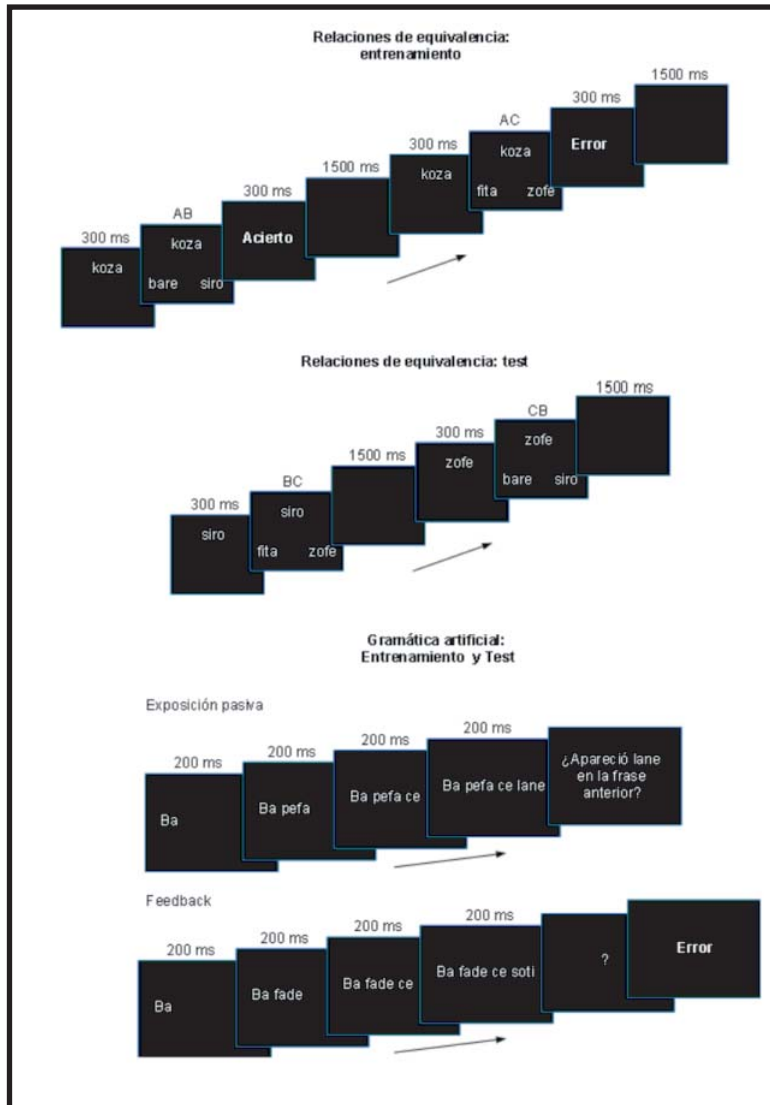 Relaciones de equivalencia:
entrenamiento
300 ms
koza
AB
koza
bare siro
300 ms
Acierto
1500 ms
300 ms
koza
AC
koza
fita zofe
300 ms
Error
1500 ms
Relaciones de equivalencia: test
300 ms
siro
BC
siro
fita zofe
1500 ms
300 ms
zofe
CB
zofe
bare siro
1500 ms
Gramática artificial:
Entrenamiento y Test
Exposición pasiva
200 ms
Ba
200 ms
Ba pefa
200 ms
Ba pefa ce
200 ms
Ba pefa ce lane
¿Apareció lane
en la frase
anterior?
Feedback
200 ms
Ba
200 ms
Ba fade
200 ms
Ba fade ce
200 ms
Ba fade ce soti
?
Error